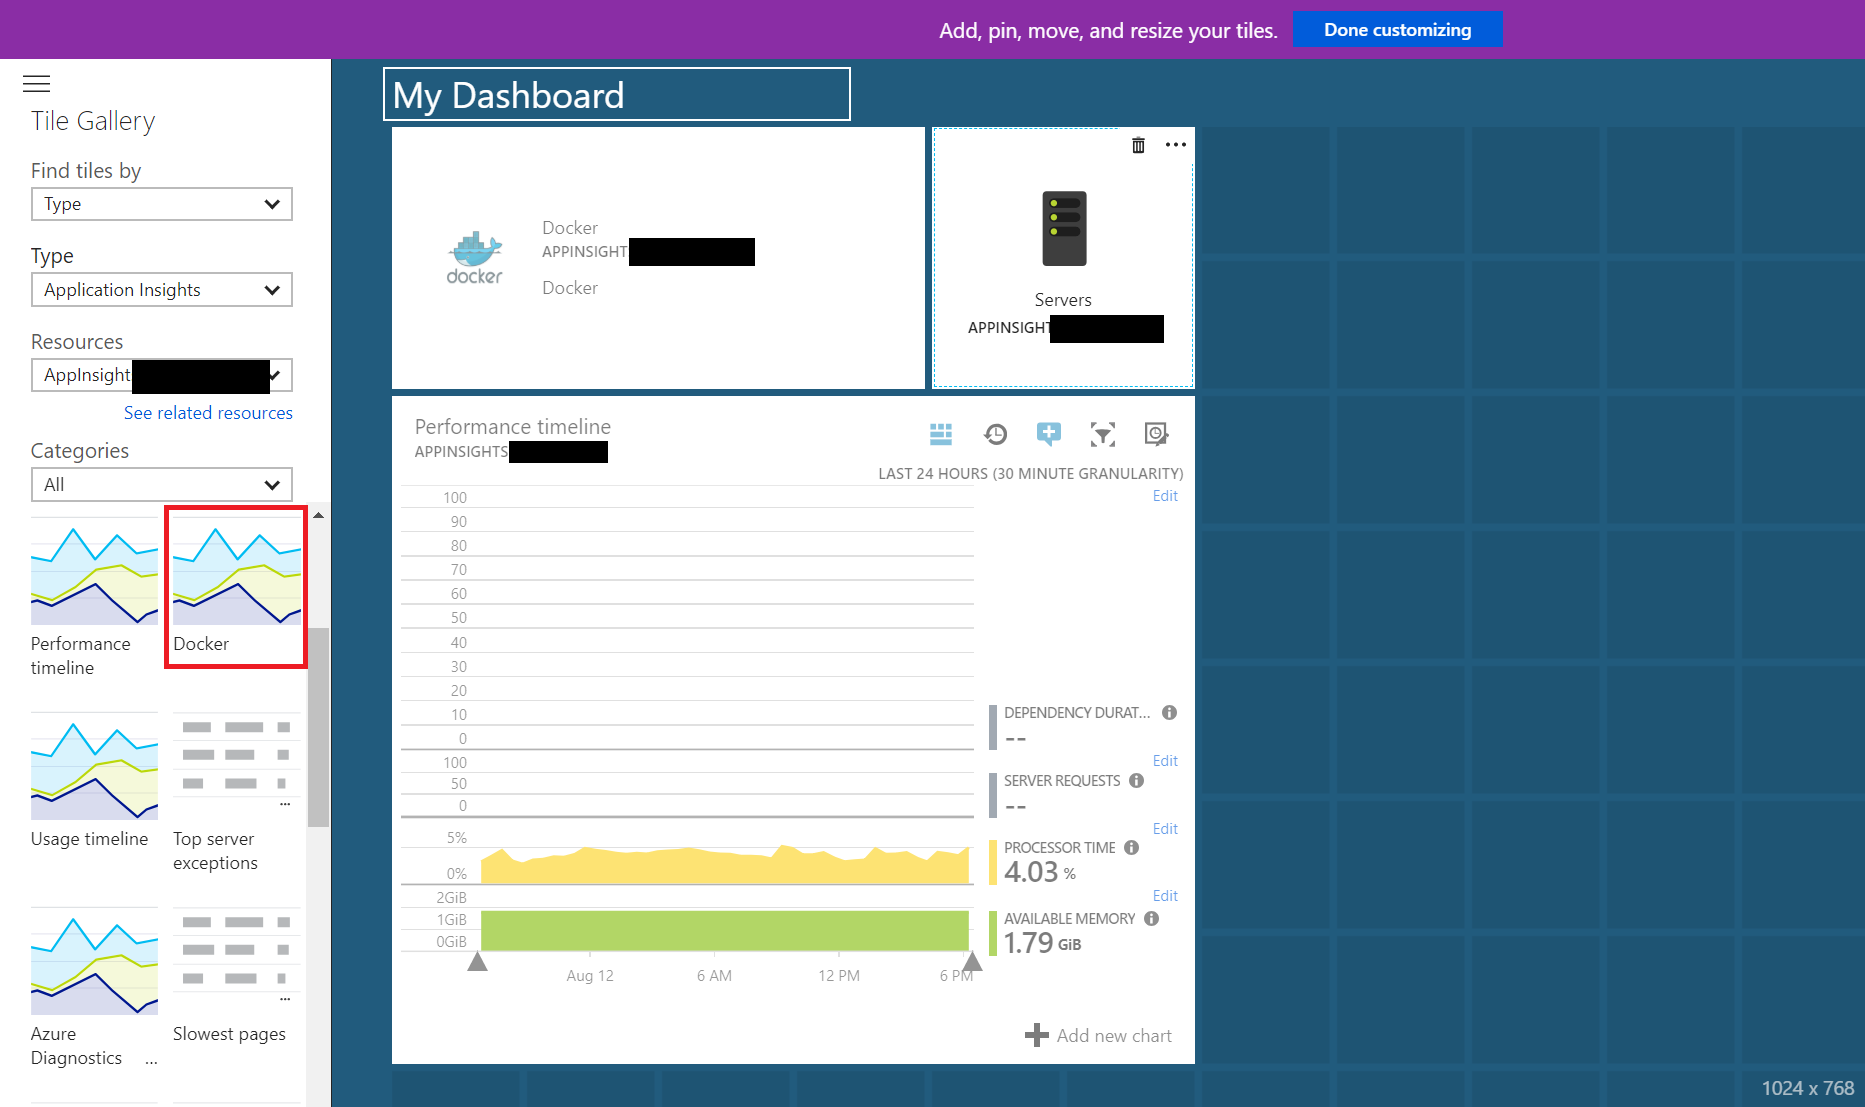 Add, pin, move, and resize your tiles.
Done customizing
Tile Gallery
Find tiles by
Type
Type
Application Insights
Resources
AppInsight
See related resources
Categories
All
Performance
timeline
Docker
Usage timeline
Top server
exceptions
Azure
Diagnostics ...
Slowest pages
My Dashboard
docker
Docker
APPINSIGHT
Docker
Servers
APPINSIGHT
Performance timeline
APPINSIGHTS
LAST 24 HOURS (30 MINUTE GRANULARITY)
Edit
100
90
80
70
60
50
40
30
20
10
0
DEPENDENCY DURAT...
--
Edit
100
50
0
SERVER REQUESTS
--
Edit
5%
0%
PROCESSOR TIME
4.03 %
Edit
2GiB
1GiB
0GiB
AVAILABLE MEMORY
1.79 GiB
Aug 12
6 AM
12 PM
6 PM
Add new chart
1024 x 768